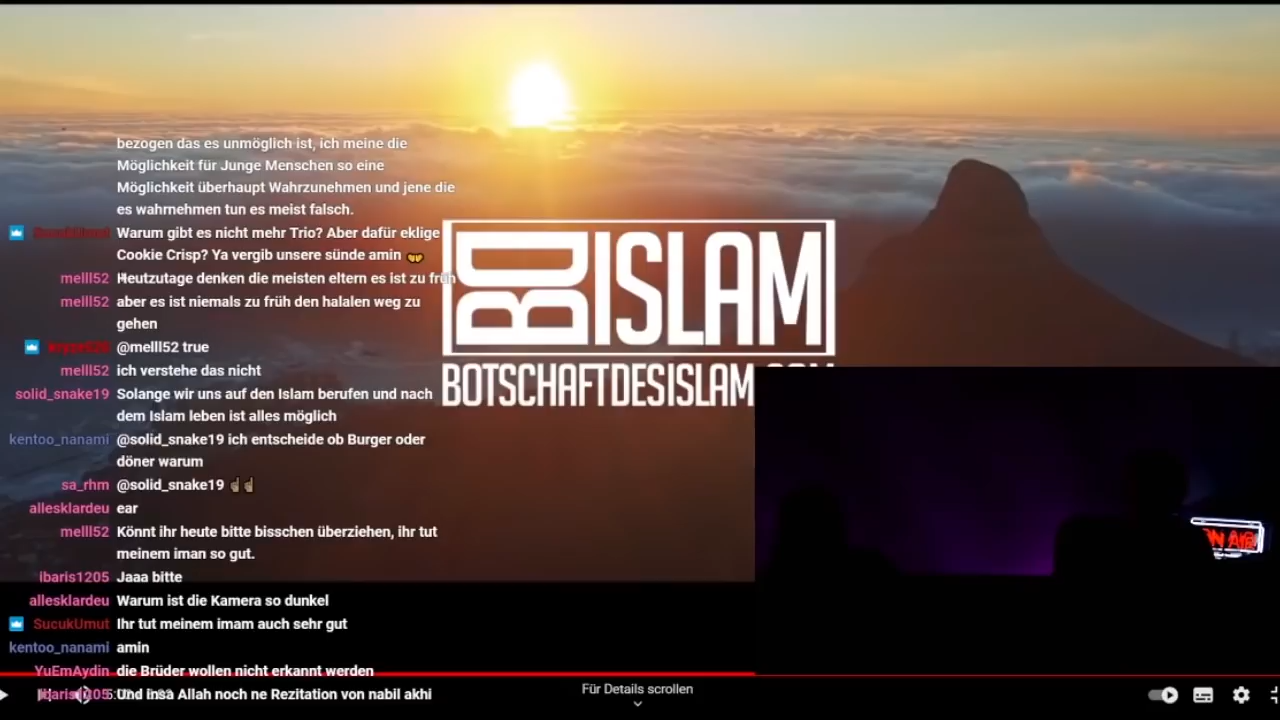 bezogen das es unmöglich ist, ich meine die
Möglichkeit für Junge Menschen so eine
Möglichkeit überhaupt Wahrzunehmen und jene die
es wahrnehmen tun es meist falsch.
SucukUmut Warum gibt es nicht mehr Trio? Aber dafür eklige
Cookie Crisp? Ya vergib unsere sünde amin 🤲
melll52 Heutzutage denken die meisten eltern es ist zu früh
melll52 aber es ist niemals zu früh den halalen weg zu
gehen
@melll52 true
melll52 ich verstehe das nicht
solid_snake19 Solange wir uns auf den Islam berufen und nach
dem Islam leben ist alles möglich
kentoo_nanami @solid_snake19 ich entscheide ob Burger oder
döner warum
sa_rhm @solid_snake19 ☝🏽☝🏽
allesklardeu ear
melll52 Könnt ihr heute bitte bisschen überziehen, ihr tut
meinem iman so gut.
ibaris1205 Jaaa bitte
allesklardeu Warum ist die Kamera so dunkel
SucukUmut Ihr tut meinem imam auch sehr gut
kentoo_nanami amin
YuEmAydin die Brüder wollen nicht erkannt werden
ibaris1205 Und insa Allah noch ne Rezitation von nabil akhi
BD ISLAM
BOTSCHAFTDESISLAM
ON AIR
Für Details scrollen